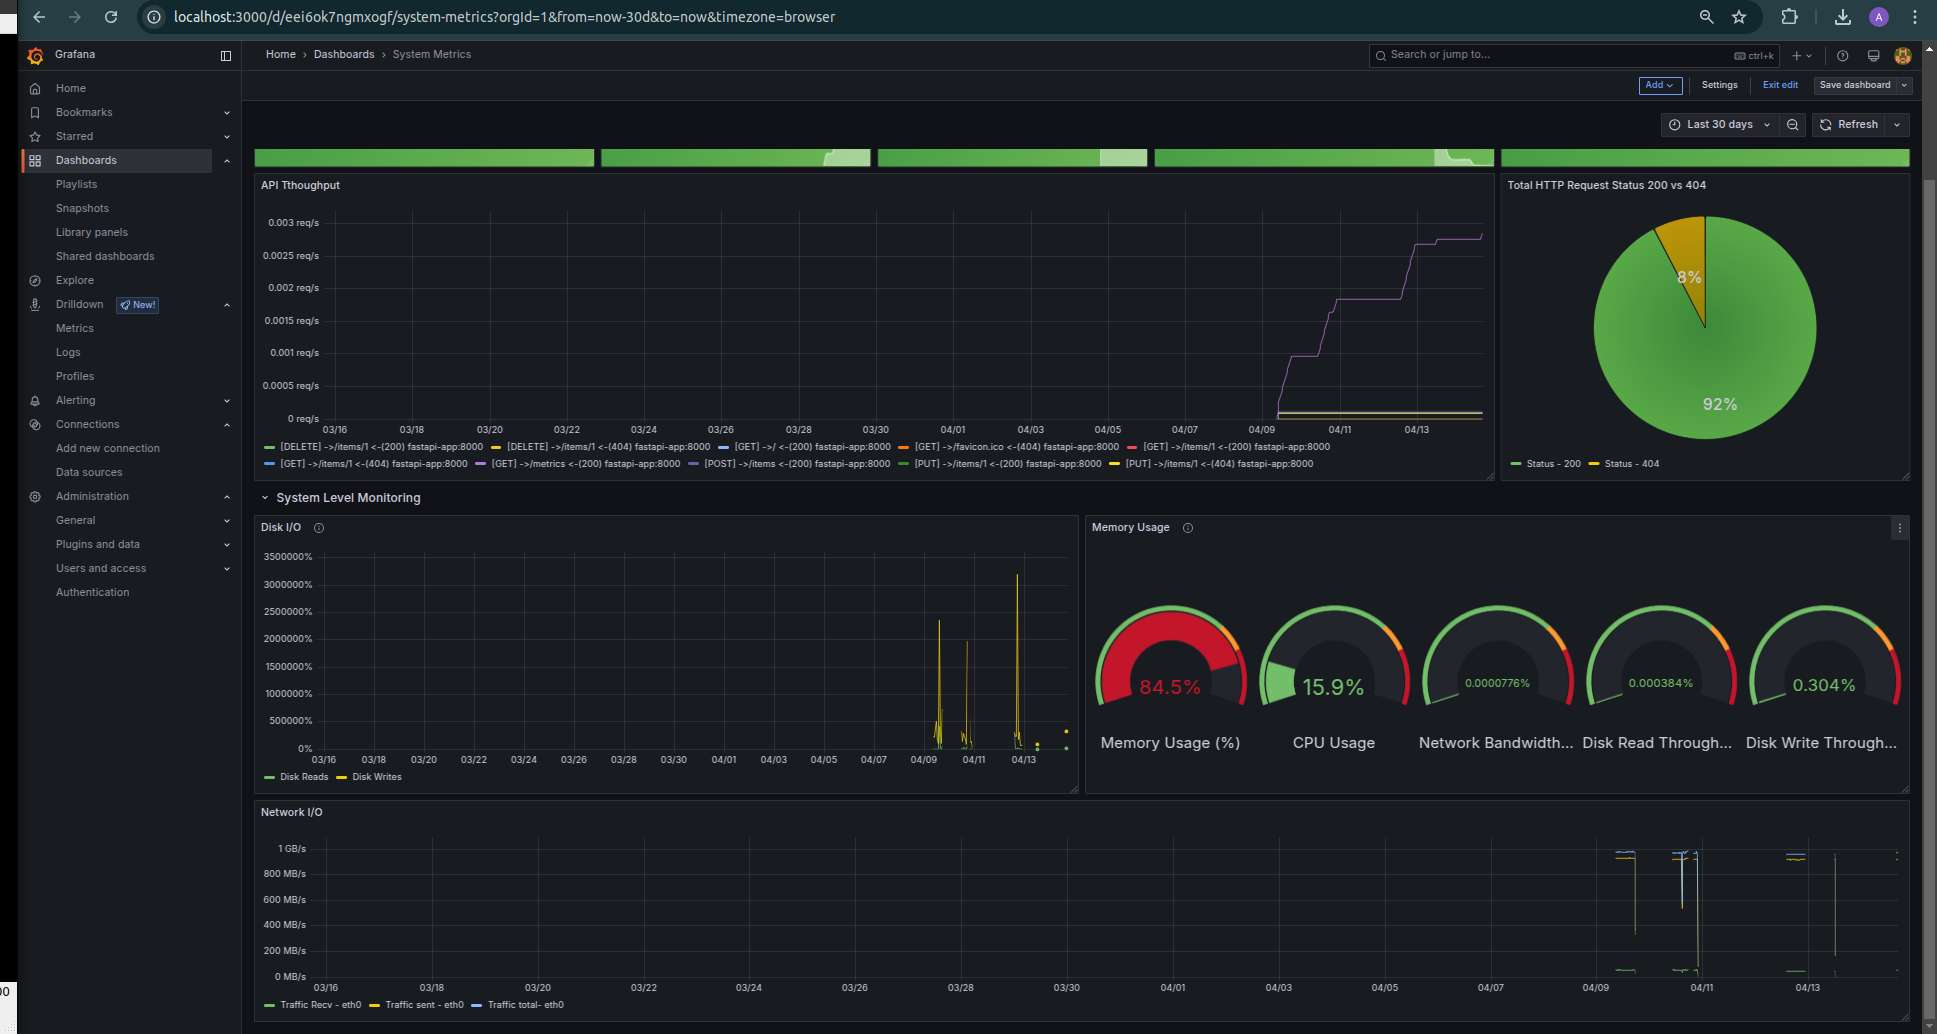 localhost:3000/d/eei6ok7ngmxogf/system-metrics?orgId=1&from=now-30d&to=now&timezone=browser
A
Grafana
Home › Dashboards › System Metrics
Search or jump to...
ctrl+k
Add
Settings
Exit edit
Save dashboard
Home
Bookmarks
Starred
Dashboards
Playlists
Snapshots
Library panels
Shared dashboards
Explore
Drilldown
New!
Metrics
Logs
Profiles
Alerting
Connections
Add new connection
Data sources
Administration
General
Plugins and data
Users and access
Authentication
00
Last 30 days
Refresh
API Tthoughput
0.003 req/s
0.0025 req/s
0.002 req/s
0.0015 req/s
0.001 req/s
0.0005 req/s
0 req/s
03/16 03/18 03/20 03/22 03/24 03/26 03/28 03/30 04/01 04/03 04/05 04/07 04/09 04/11 04/13
[DELETE] ->/items/1 <-(200) fastapi-app:8000 [DELETE] ->/items/1 <-(404) fastapi-app:8000 [GET] ->/ <-(200) fastapi-app:8000 [GET] ->/favicon.ico <-(404) fastapi-app:8000 [GET] ->/items/1 <-(200) fastapi-app:8000
[GET] ->/items/1 <-(404) fastapi-app:8000 [GET] ->/metrics <-(200) fastapi-app:8000 [POST] ->/items <-(200) fastapi-app:8000 [PUT] ->/items/1 <-(200) fastapi-app:8000 [PUT] ->/items/1 <-(404) fastapi-app:8000
Total HTTP Request Status 200 vs 404
8%
92%
Status - 200 Status - 404
System Level Monitoring
Disk I/O
3500000%
3000000%
2500000%
2000000%
1500000%
1000000%
500000%
0%
03/16 03/18 03/20 03/22 03/24 03/26 03/28 03/30 04/01 04/03 04/05 04/07 04/09 04/11 04/13
Disk Reads Disk Writes
Memory Usage
84.5% 15.9% 0.0000776% 0.000384% 0.304%
Memory Usage (%) CPU Usage Network Bandwidth... Disk Read Through... Disk Write Through...
Network I/O
1 GB/s
800 MB/s
600 MB/s
400 MB/s
200 MB/s
0 MB/s
03/16 03/18 03/20 03/22 03/24 03/26 03/28 03/30 04/01 04/03 04/05 04/07 04/09 04/11 04/13
Traffic Recv - eth0 Traffic sent - eth0 Traffic total- eth0